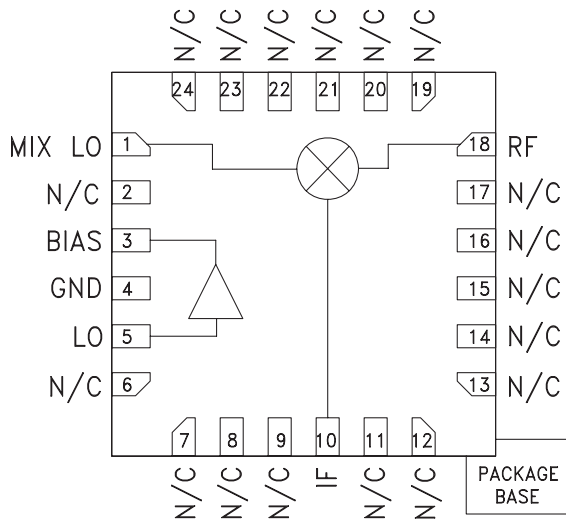 N/C N/C N/C N/C N/C N/C
24 23 22 21 20 19
MIX LO 1 18 RF
N/C 2 17 N/C
BIAS 3 16 N/C
GND 4 15 N/C
LO 5 14 N/C
N/C 6 13 N/C
7 8 9 10 11 12
N/C N/C N/C IF N/C N/C
PACKAGE
BASE